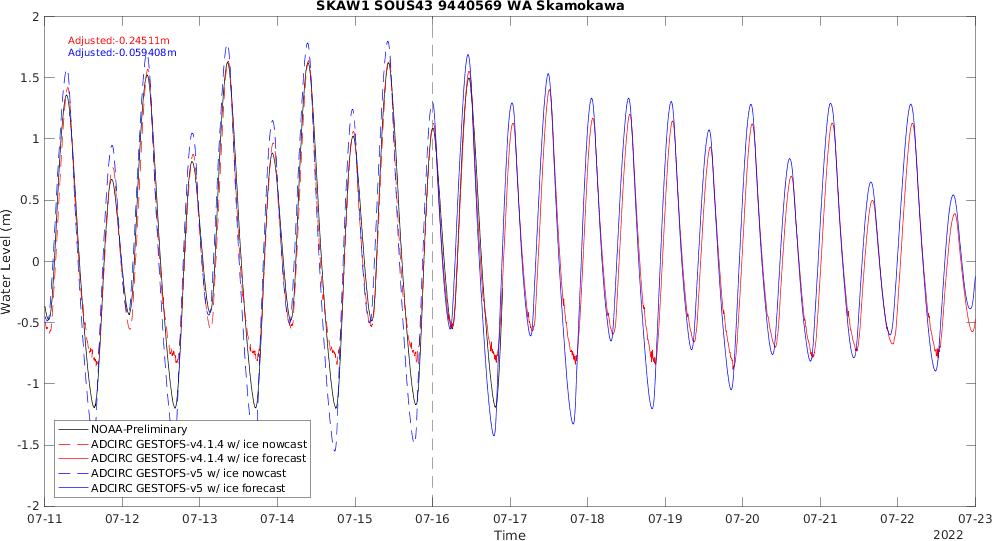 SKAW1 SOUS43 9440569 WA Skamokawa
Adjusted:-0.24511m
Adjusted:-0.059408m
Water Level (m)
2
1.5
1
0.5
0
-0.5
-1
-1.5
-2
NOAA-Preliminary
ADCIRC GESTOFS-v4.1.4 w/ ice nowcast
ADCIRC GESTOFS-v4.1.4 w/ ice forecast
ADCIRC GESTOFS-v5 w/ ice nowcast
ADCIRC GESTOFS-v5 w/ ice forecast
07-11 07-12 07-13 07-14 07-15 07-16 07-17 07-18 07-19 07-20 07-21 07-22 07-23
Time
2022